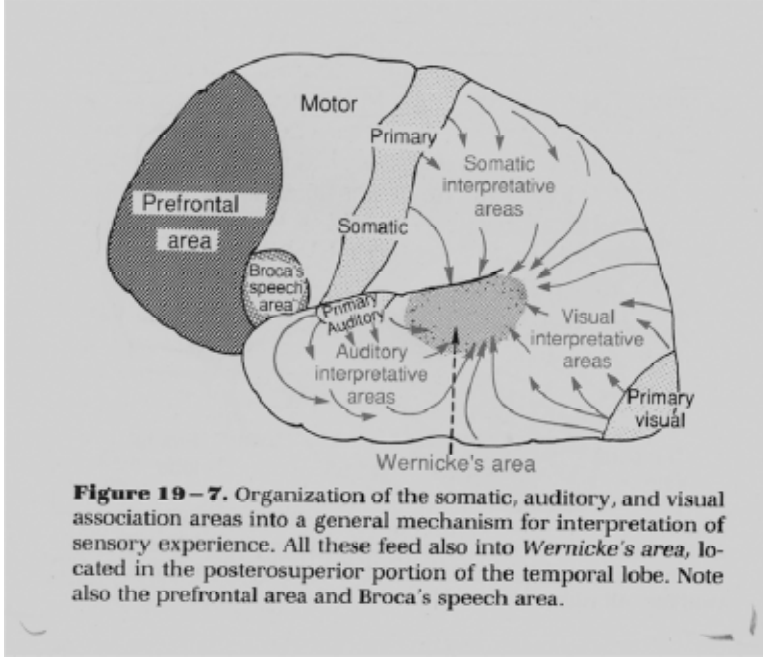 Motor
Primary
Somatic
interpretative
areas
Prefrontal
area
Somatic
Broca's
speech
area
Primary
Auditory
Visual
interpretative
areas
Auditory
interpretative
areas
Primary
visual
Wernicke's area
Figure 19–7. Organization of the somatic, auditory, and visual
association areas into a general mechanism for interpretation of
sensory experience. All these feed also into Wernicke's area, lo-
cated in the posterosuperior portion of the temporal lobe. Note
also the prefrontal area and Broca's speech area.